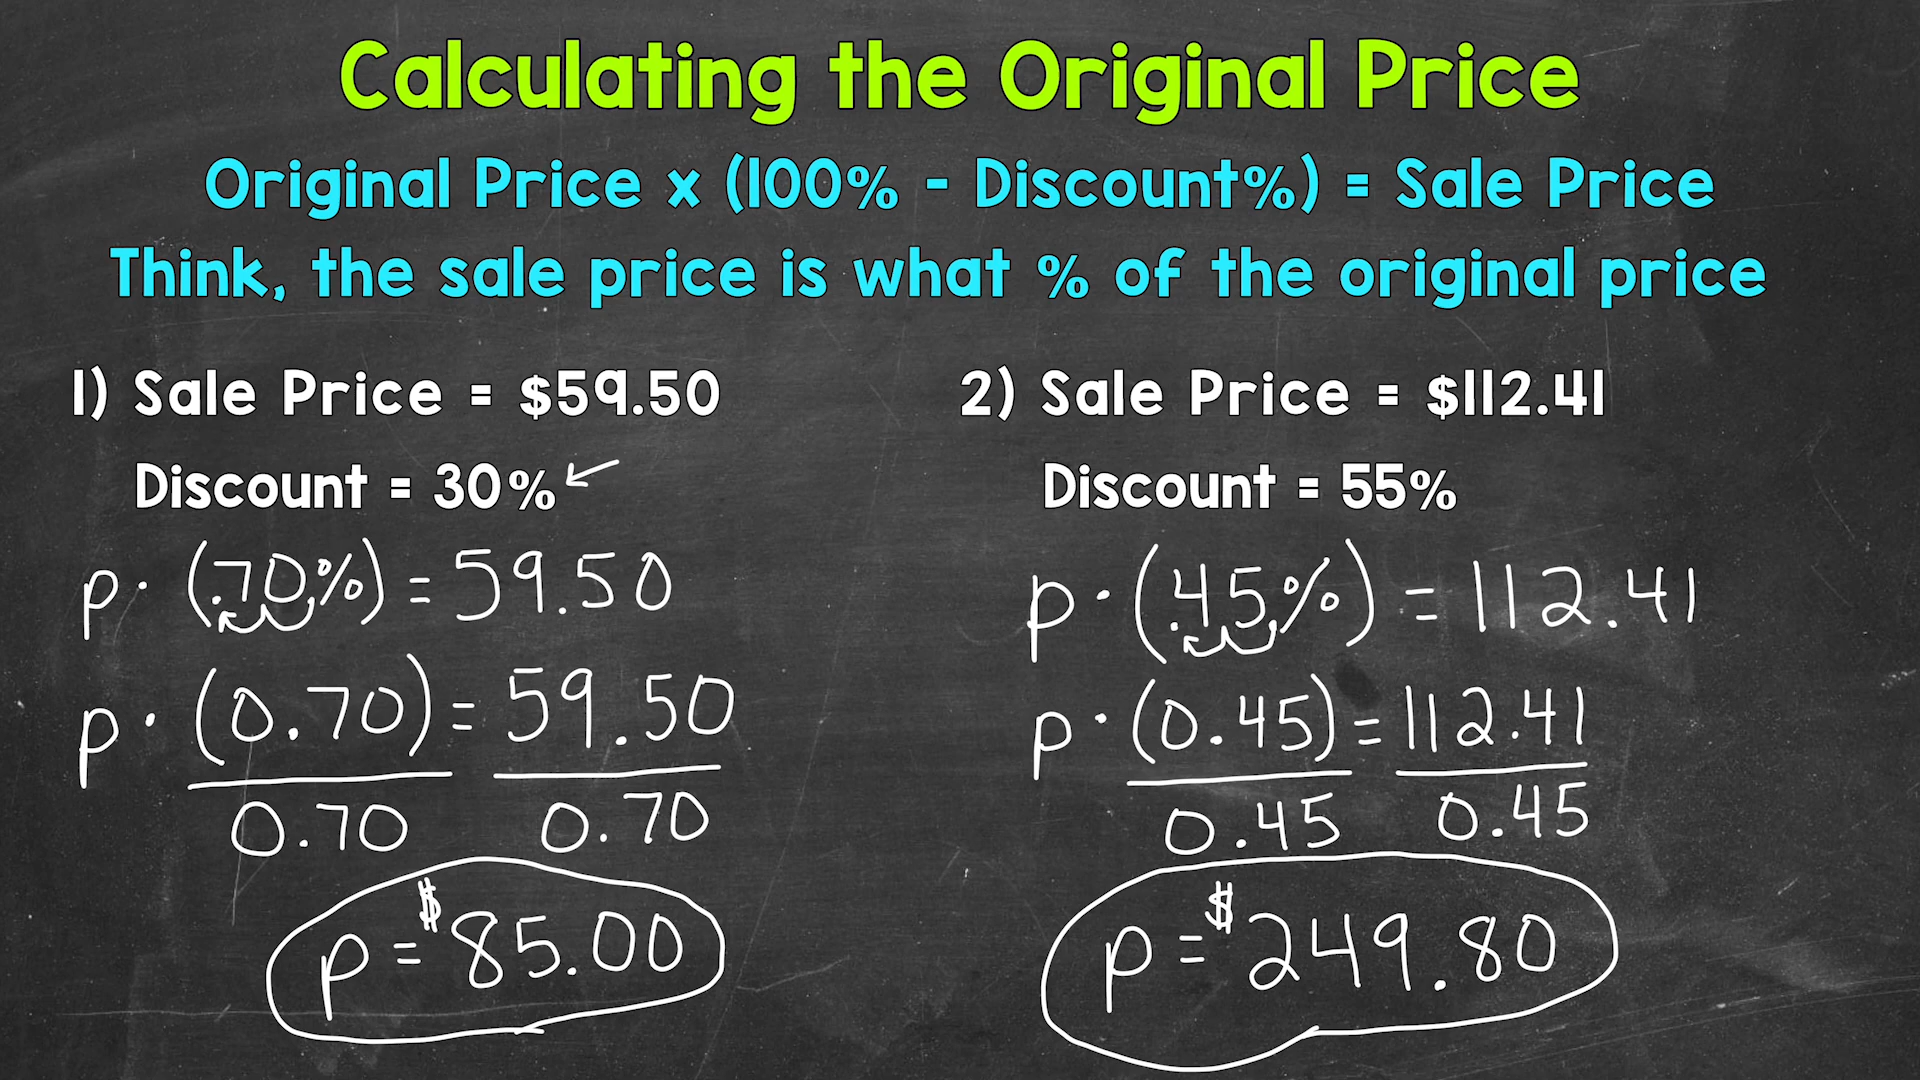 Calculating the Original Price
Original Price x (100% - Discount%) = Sale Price
Think, the sale price is what % of the original price
1) Sale Price = $59.50
Discount = 30%
p · (.70%) = 59.50
p · (0.70) = 59.50
0.70 0.70
p = $85.00
2) Sale Price = $112.41
Discount = 55%
p · (.45%) = 112.41
p · (0.45) = 112.41
0.45 0.45
p = $249.80